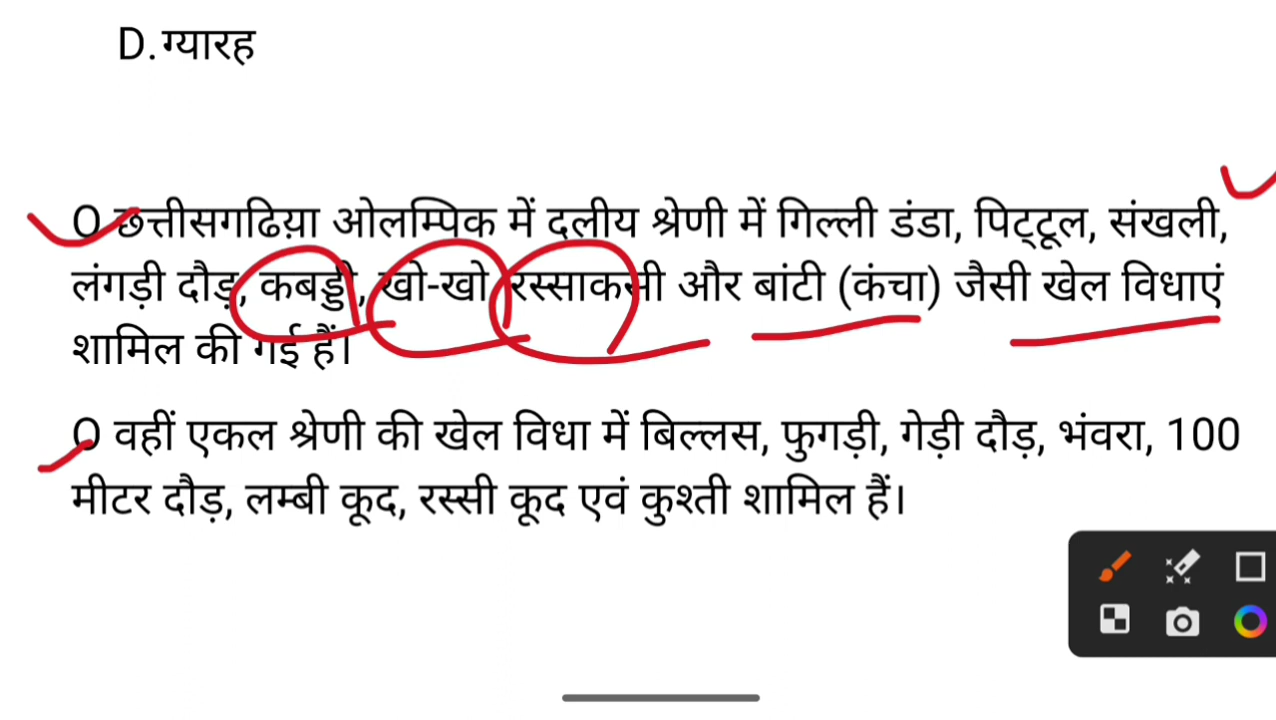 D. ग्यारह
O छत्तीसगढिय़ा ओलम्पिक में दलीय श्रेणी में गिल्ली डंडा, पिट्टूल, संखली,
लंगड़ी दौड़, कबड्डी, खो-खो, रस्साकसी और बांटी (कंचा) जैसी खेल विधाएं
शामिल की गई हैं।
O वहीं एकल श्रेणी की खेल विधा में बिल्लस, फुगड़ी, गेड़ी दौड़, भंवरा, 100
मीटर दौड़, लम्बी कूद, रस्सी कूद एवं कुश्ती शामिल हैं।